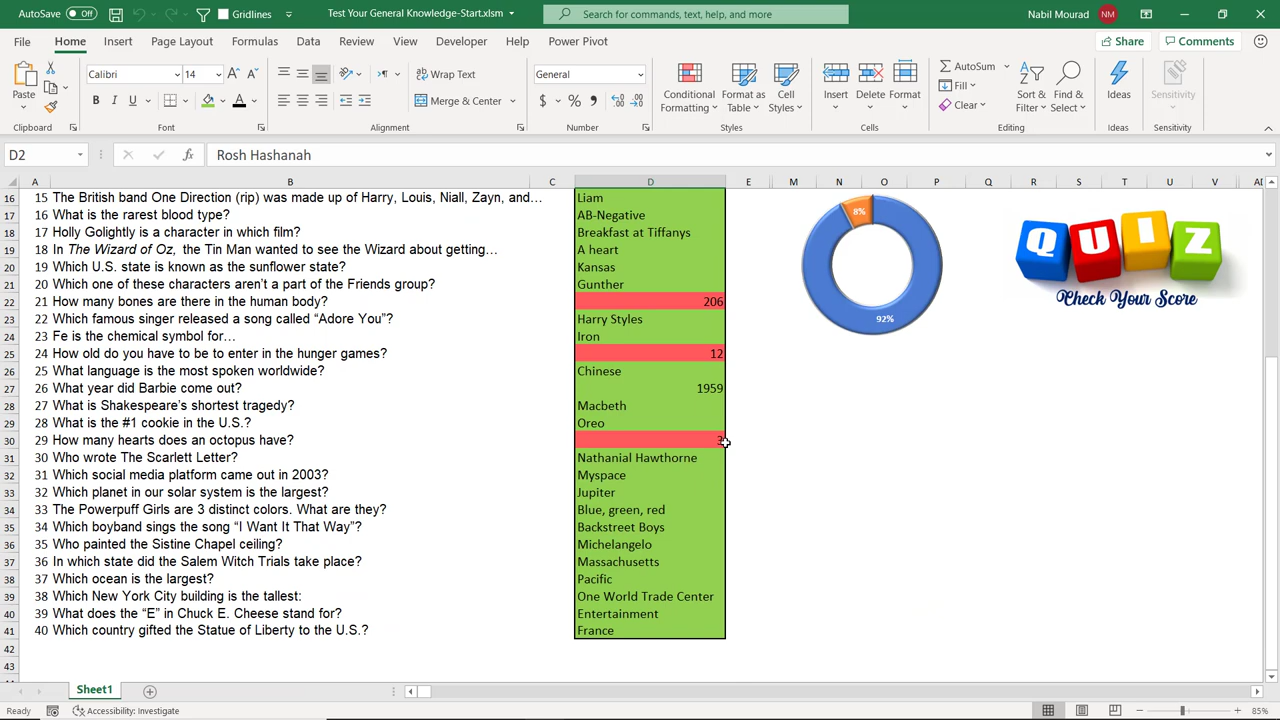 AutoSave Off Gridlines Test Your General Knowledge-Start.xlsm Search for commands, text, help, and more (Alt+Q) Nabil Mourad NM
File Home Insert Draw Page Layout Formulas Data Review View Developer Help Power Pivot Share Comments
Paste Calibri 14 Wrap Text General Conditional Formatting Format as Table Cell Styles Insert Delete Format AutoSum Fill Clear Sort & Filter Find & Select Ideas Sensitivity
B I U A Merge & Center $ % 9
Clipboard Font Alignment Number Styles Cells Editing Ideas Sensitivity
D2 fx Rosh Hashanah
A B C D E M N O P Q R S T U V
16 15 The British band One Direction (rip) was made up of Harry, Louis, Niall, Zayn, and… Liam
17 16 What is the rarest blood type? AB-Negative
18 17 Holly Golightly is a character in which film? Breakfast at Tiffanys
19 18 In The Wizard of Oz, the Tin Man wanted to see the Wizard about getting… A heart
20 19 Which U.S. state is known as the sunflower state? Kansas
21 20 Which one of these characters aren't a part of the Friends group? Gunther
22 21 How many bones are there in the human body? 206
23 22 Which famous singer released a song called “Adore You”? Harry Styles
24 23 Fe is the chemical symbol for… Iron
25 24 How old do you have to be to enter in the hunger games? 12
26 25 What language is the most spoken worldwide? Chinese
27 26 What year did Barbie come out? 1959
28 27 What is Shakespeare's shortest tragedy? Macbeth
29 28 What is the #1 cookie in the U.S.? Oreo
30 29 How many hearts does an octopus have? 3
31 30 Who wrote The Scarlett Letter? Nathanial Hawthorne
32 31 Which social media platform came out in 2003? Myspace
33 32 Which planet in our solar system is the largest? Jupiter
34 33 The Powerpuff Girls are 3 distinct colors. What are they? Blue, green, red
35 34 Which boyband sings the song “I Want It That Way”? Backstreet Boys
36 35 Who painted the Sistine Chapel ceiling? Michelangelo
37 36 In which state did the Salem Witch Trials take place? Massachusetts
38 37 Which ocean is the largest? Pacific
39 38 Which New York City building is the tallest: One World Trade Center
40 39 What does the “E” in Chuck E. Cheese stand for? Entertainment
41 40 Which country gifted the Statue of Liberty to the U.S.? France
42
43
8%
92%
QUIZ
Check Your Score
Sheet1
Ready Accessibility: Investigate 85%